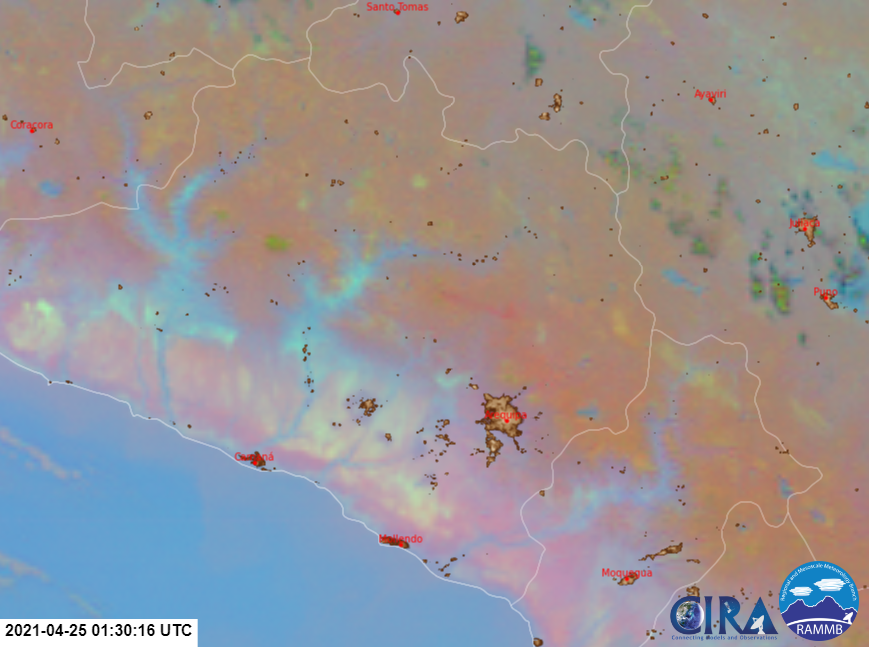 Santo Tomas
Ayaviri
Coracora
Juliaca
Puno
Arequipa
Camaná
Mollendo
Moquegua
Regional and Mesoscale Meteorology Branch
CIRA
Connecting Models and Observations
RAMMB
2021-04-25 01:30:16 UTC